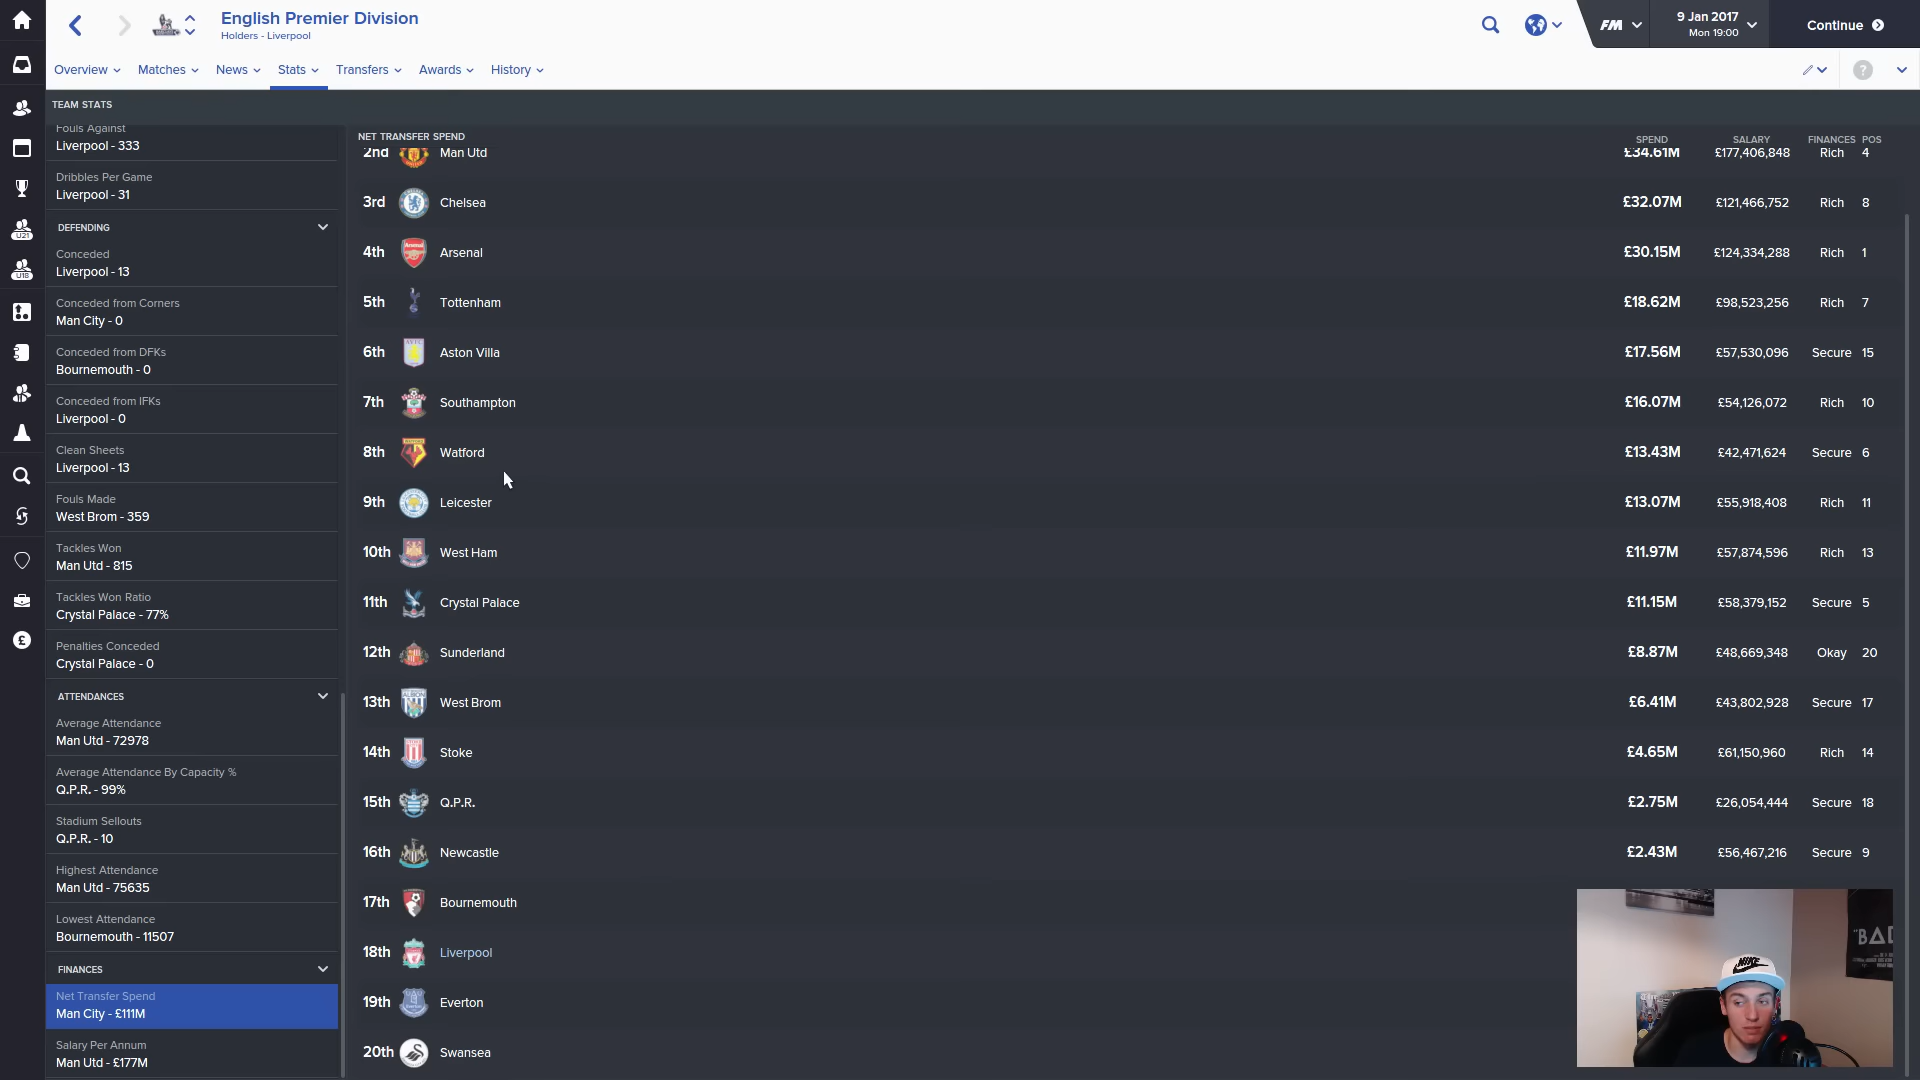 English Premier Division
Holders - Liverpool
FM
9 Jan 2017
Mon 19:00
Continue
Overview
Matches
News
Stats
Transfers
Awards
History
?
TEAM STATS
Fouls Against
Liverpool - 333
Dribbles Per Game
Liverpool - 31
DEFENDING
Conceded
Liverpool - 13
Conceded from Corners
Man City - 0
Conceded from DFKs
Bournemouth - 0
Conceded from IFKs
Liverpool - 0
Clean Sheets
Liverpool - 13
Fouls Made
West Brom - 359
Tackles Won
Man Utd - 815
Tackles Won Ratio
Crystal Palace - 77%
Penalties Conceded
Crystal Palace - 0
ATTENDANCES
Average Attendance
Man Utd - 72978
Average Attendance By Capacity %
Q.P.R. - 99%
Stadium Sellouts
Q.P.R. - 10
Highest Attendance
Man Utd - 75635
Lowest Attendance
Bournemouth - 11507
FINANCES
Net Transfer Spend
Man City - £111M
Salary Per Annum
Man Utd - £177M
U21
U18
NET TRANSFER SPEND SPEND SALARY FINANCES POS
2nd Man Utd £34.61M £177,406,848 Rich 4
3rd Chelsea £32.07M £121,466,752 Rich 8
4th Arsenal £30.15M £124,334,288 Rich 1
5th Tottenham £18.62M £98,523,256 Rich 7
6th Aston Villa £17.56M £57,530,096 Secure 15
7th Southampton £16.07M £54,126,072 Rich 10
8th Watford £13.43M £42,471,624 Secure 6
9th Leicester £13.07M £55,918,408 Rich 11
10th West Ham £11.97M £57,874,596 Rich 13
11th Crystal Palace £11.15M £58,379,152 Secure 5
12th Sunderland £8.87M £48,669,348 Okay 20
13th West Brom £6.41M £43,802,928 Secure 17
14th Stoke £4.65M £61,150,960 Rich 14
15th Q.P.R. £2.75M £26,054,444 Secure 18
16th Newcastle £2.43M £56,467,216 Secure 9
17th Bournemouth
18th Liverpool
19th Everton
20th Swansea
NIKE